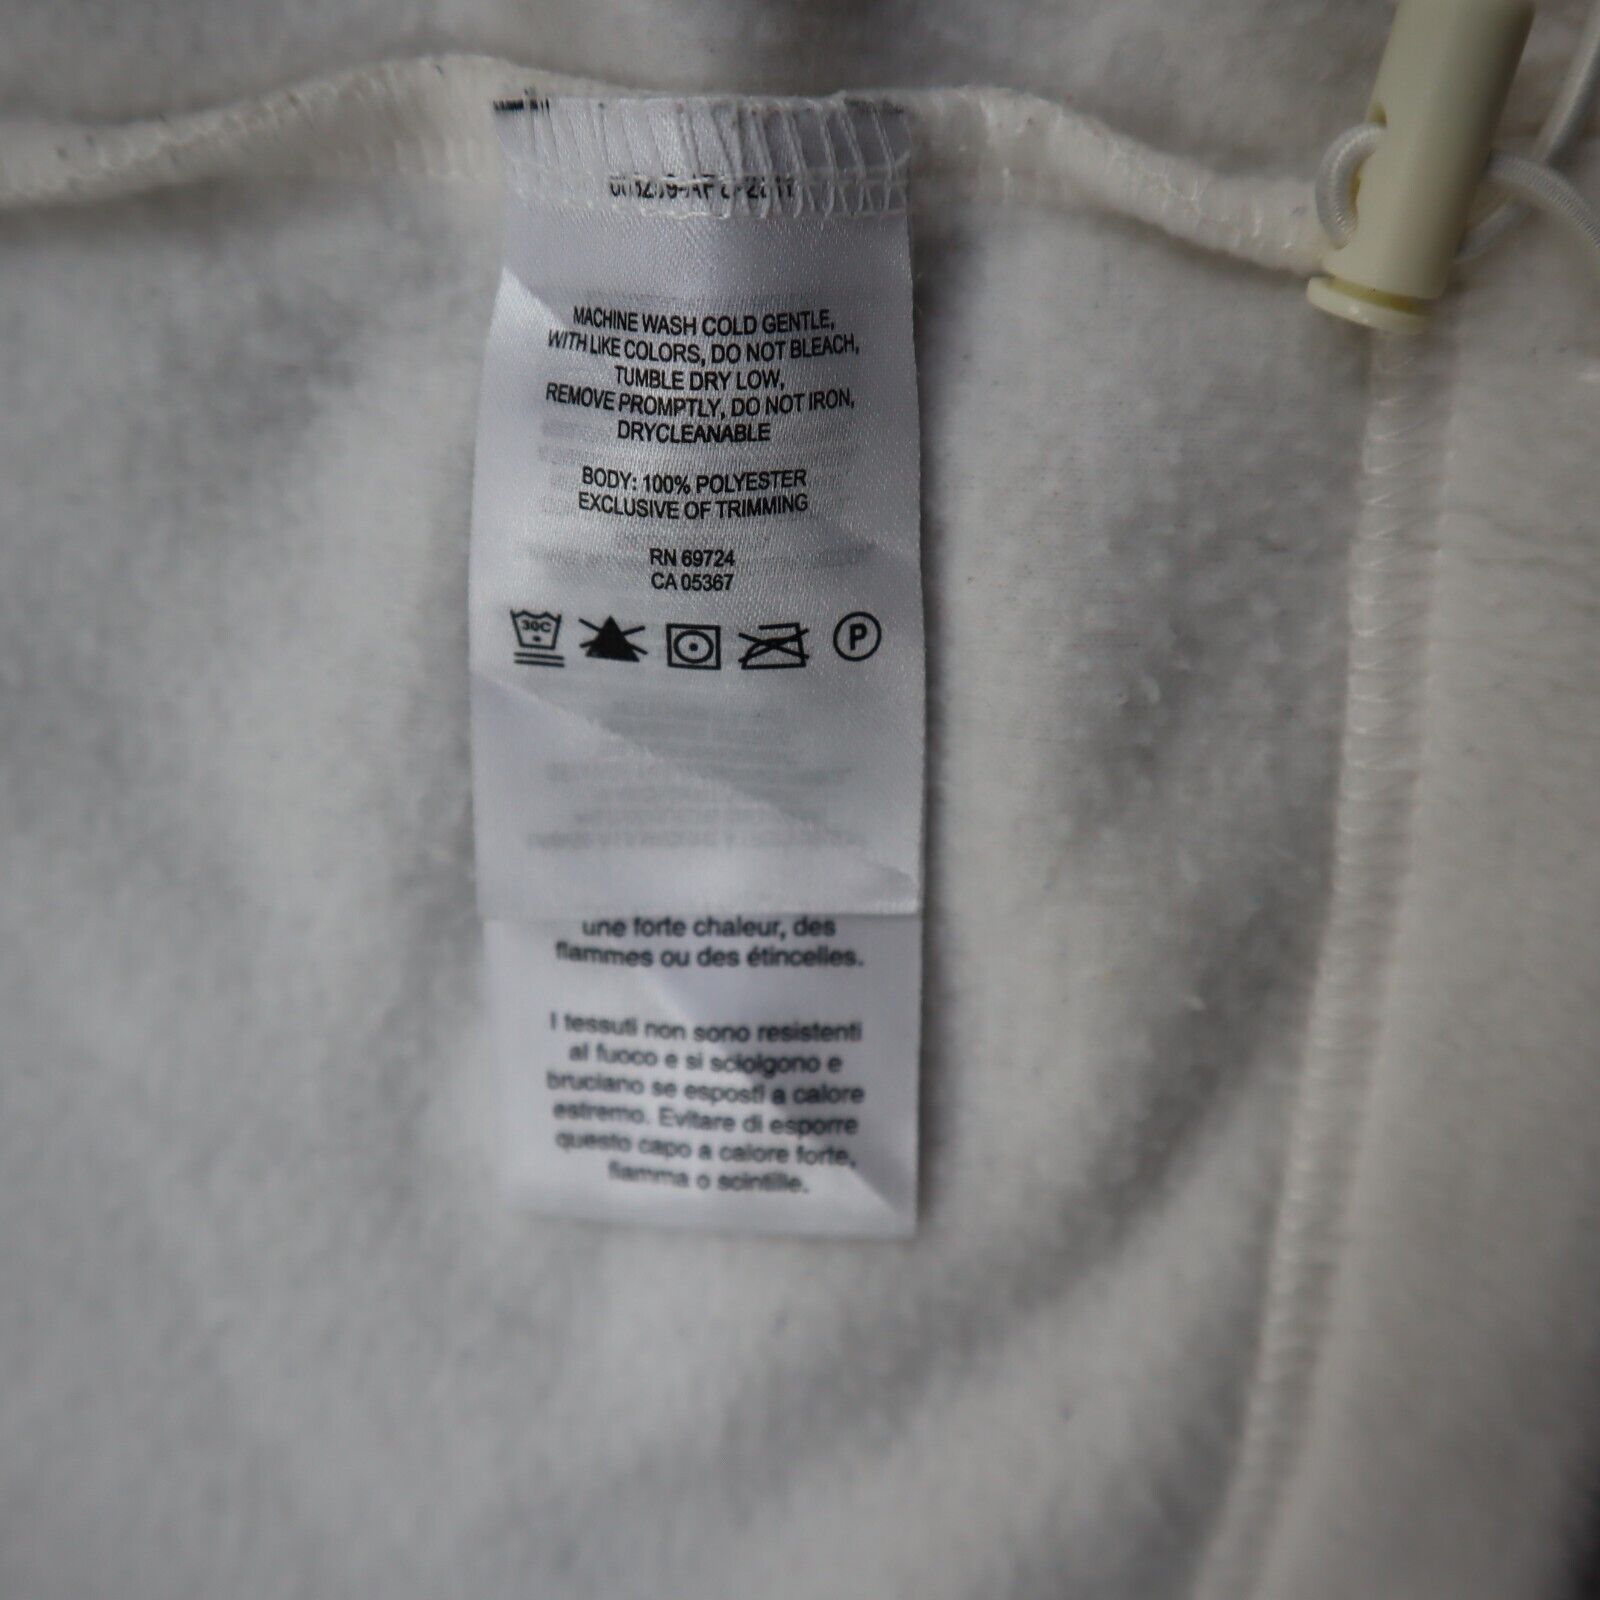 MACHINE WASH COLD GENTLE,
WITH LIKE COLORS, DO NOT BLEACH,
TUMBLE DRY LOW,
REMOVE PROMPTLY, DO NOT IRON,
DRYCLEANABLE
BODY: 100% POLYESTER
EXCLUSIVE OF TRIMMING
RN 69724
CA 05367
30C
P
une forte chaleur, des
flammes ou des étincelles.
I tessuti non sono resistenti
al fuoco e si sciolgono e
bruciano se esposti a calore
estremo. Evitare di esporre
questo capo a calore forte,
fiamma o scintille.